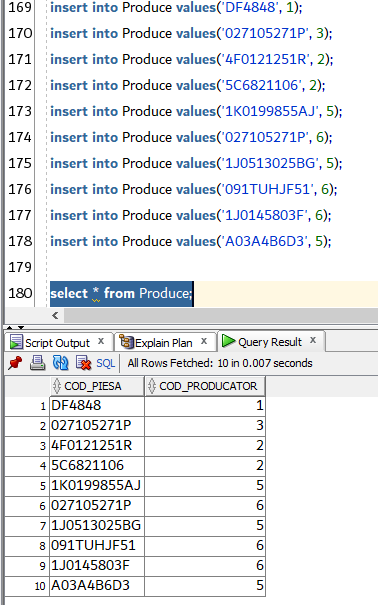 169 insert into Produce values('DF4848', 1);
170 insert into Produce values('027105271P', 3);
171 insert into Produce values('4F0121251R', 2);
172 insert into Produce values('5C6821106', 2);
173 insert into Produce values('1K0199855AJ', 5);
174 insert into Produce values('027105271P', 6);
175 insert into Produce values('1J0513025BG', 5);
176 insert into Produce values('091TUHJF51', 6);
177 insert into Produce values('1J0145803F', 6);
178 insert into Produce values('A03A4B6D3', 5);
179
180 select * from Produce;
Script Output x Explain Plan x Query Result x
SQL All Rows Fetched: 10 in 0.007 seconds
COD_PIESA COD_PRODUCATOR
1 DF4848 1
2 027105271P 3
3 4F0121251R 2
4 5C6821106 2
5 1K0199855AJ 5
6 027105271P 6
7 1J0513025BG 5
8 091TUHJF51 6
9 1J0145803F 6
10 A03A4B6D3 5